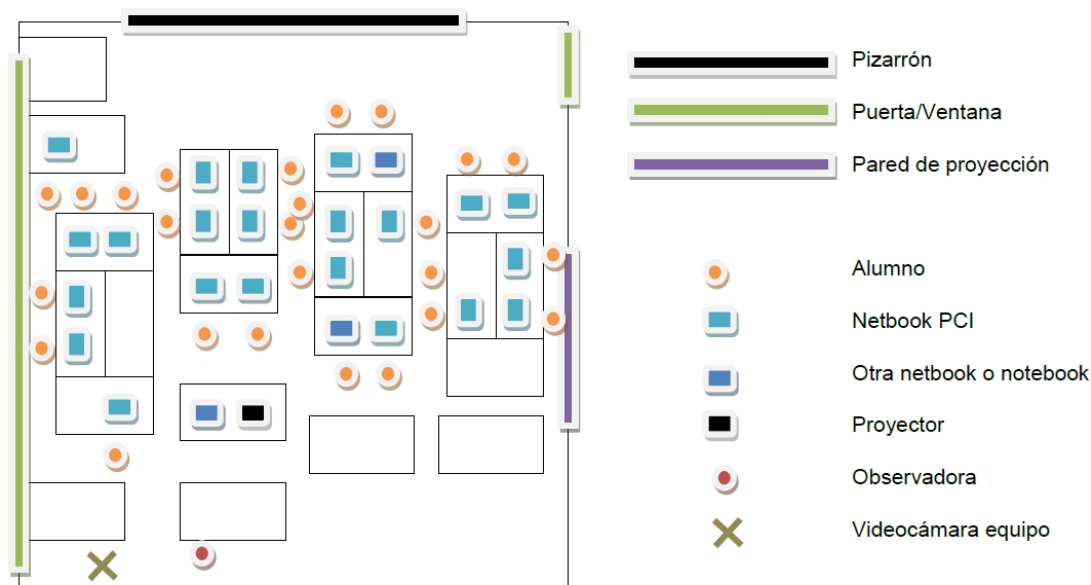 Pizarrón
Puerta/Ventana
Pared de proyección
Alumno
Netbook PCI
Otra netbook o notebook
Proyector
Observadora
Videocámara equipo